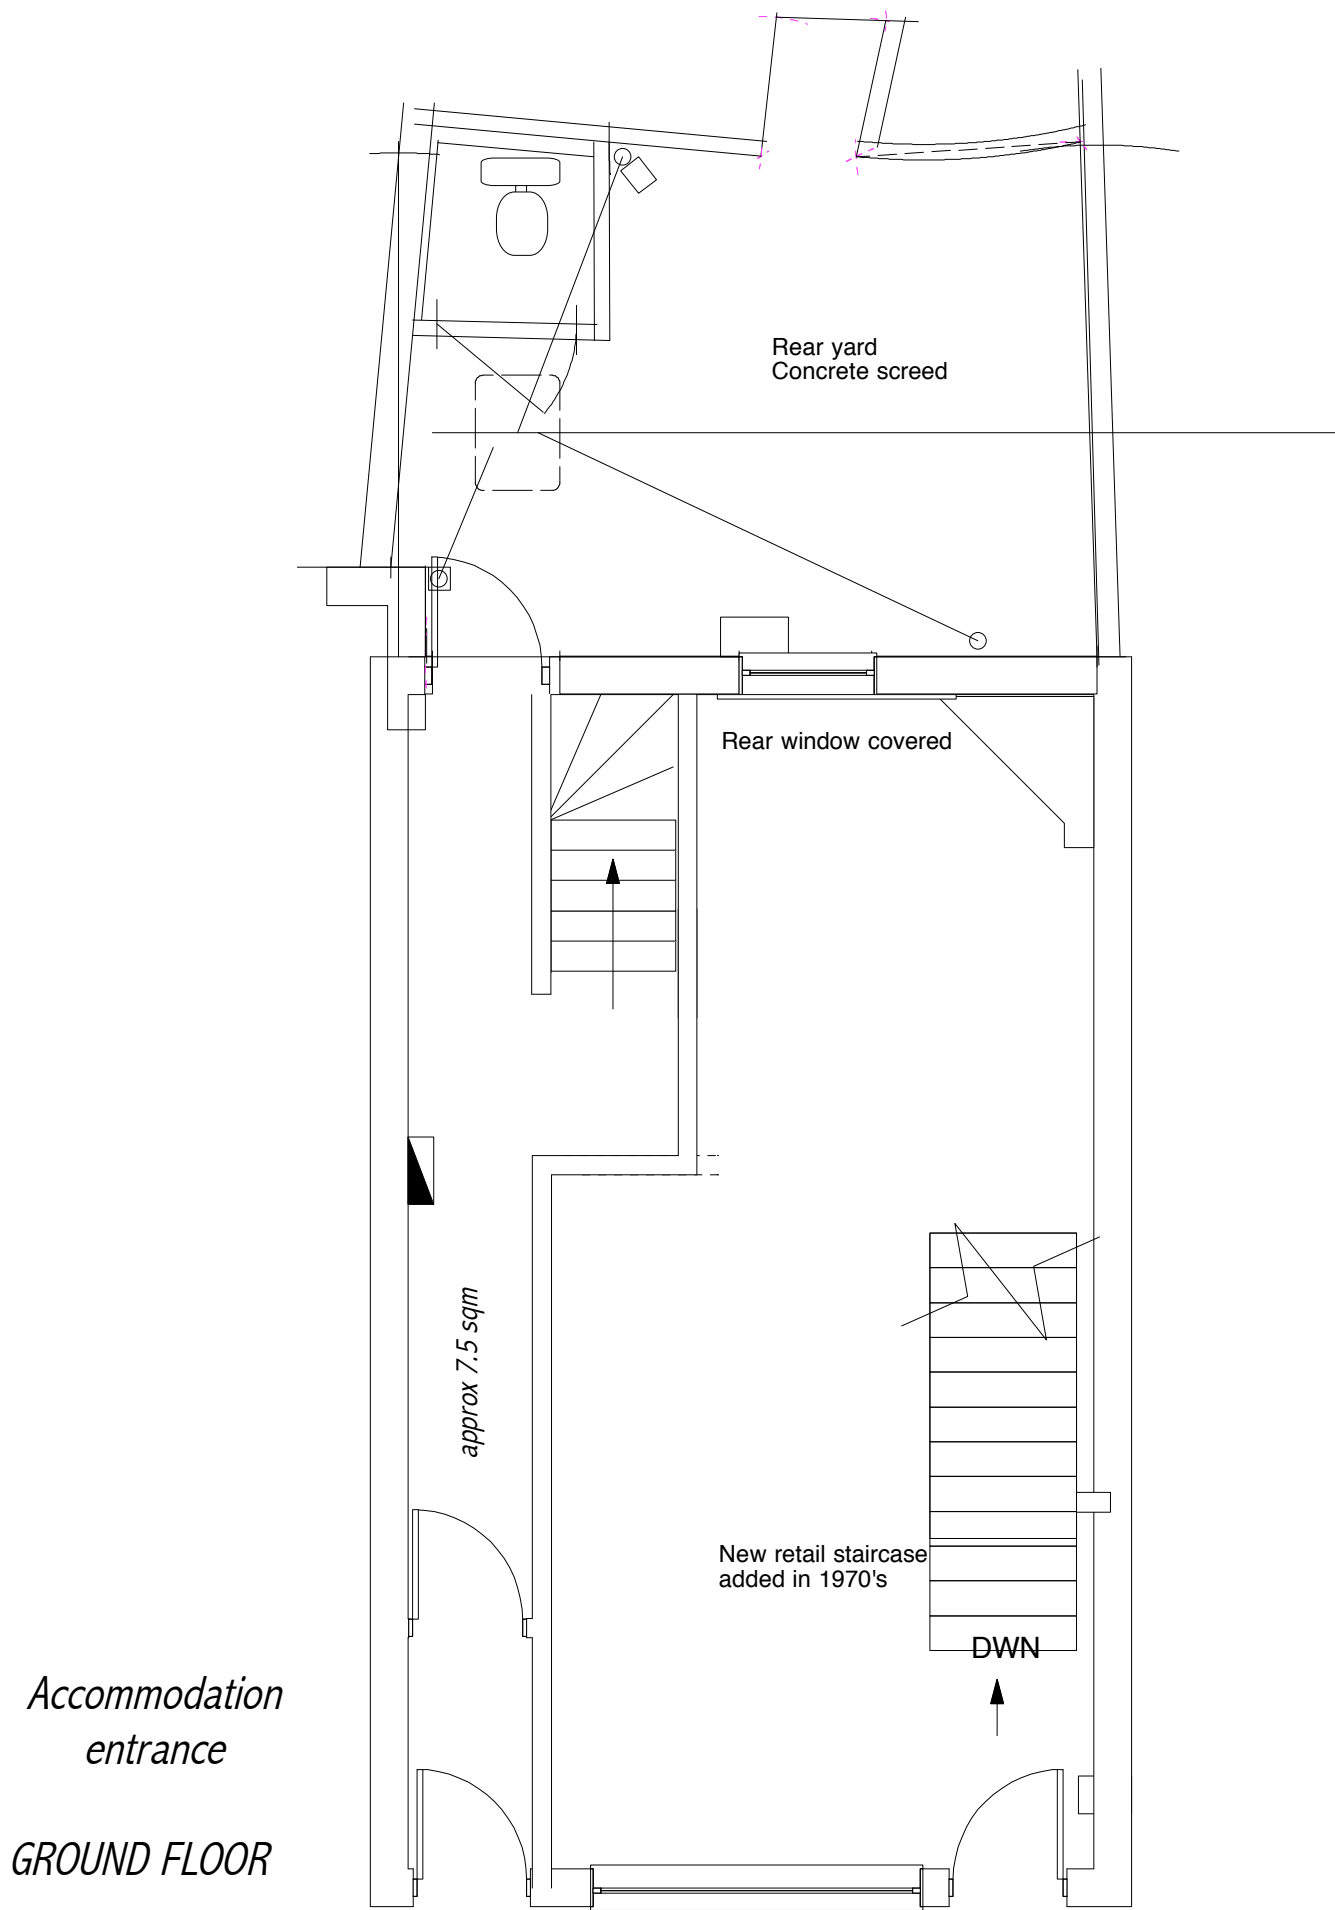 Rear yard
Concrete screed
Rear window covered
approx 7.5 sqm
New retail staircase
added in 1970's
DWN
Accommodation
entrance
GROUND FLOOR